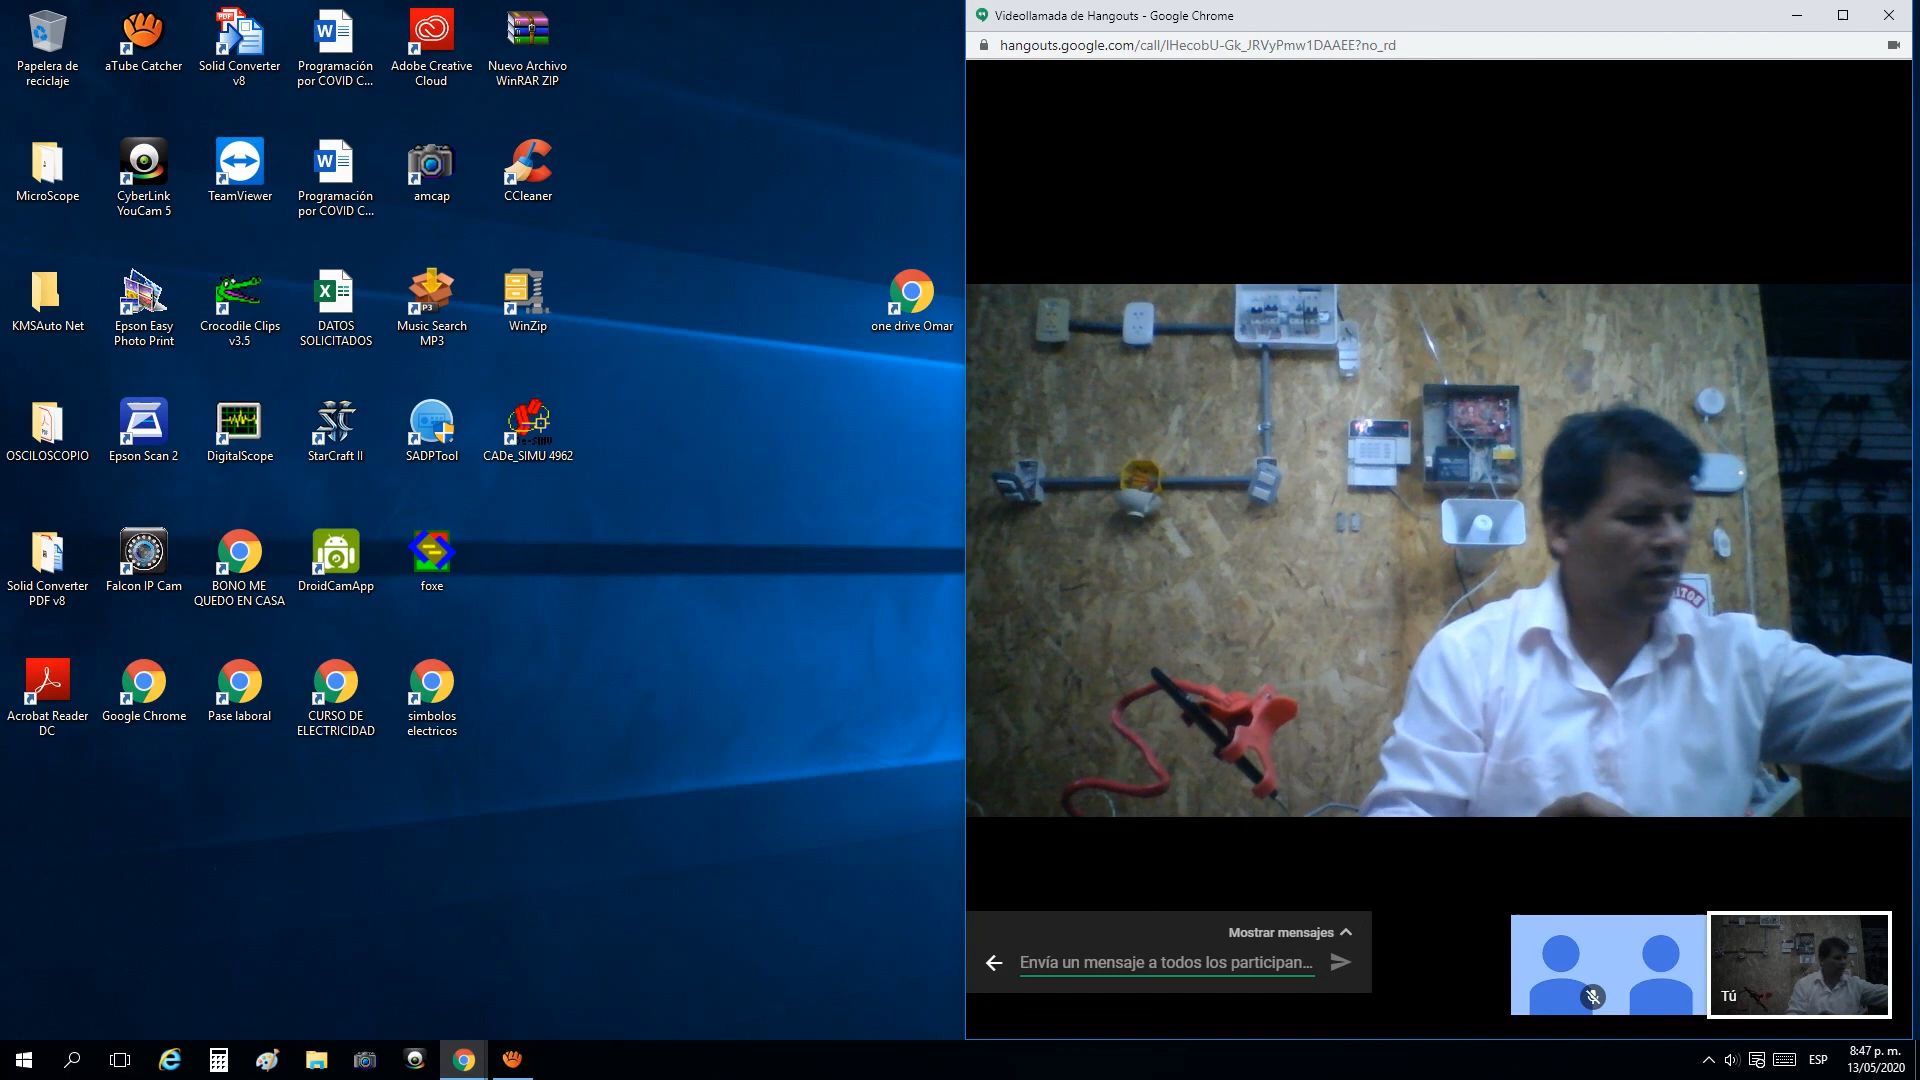 Papelera de
reciclaje
aTube Catcher
Solid Converter
v8
Programación
por COVID C...
Adobe Creative
Cloud
Nuevo Archivo
WinRAR ZIP
MicroScope
CyberLink
YouCam 5
TeamViewer
Programación
por COVID C...
amcap
CCleaner
KMSAuto Net
Epson Easy
Photo Print
Crocodile Clips
v3.5
DATOS
SOLICITADOS
Music Search
MP3
WinZip
one drive Omar
OSCILOSCOPIO
Epson Scan 2
DigitalScope
StarCraft II
SADPTool
CADe_SIMU 4962
Solid Converter
PDF v8
Falcon IP Cam
BONO ME
QUEDO EN CASA
DroidCamApp
foxe
Acrobat Reader
DC
Google Chrome
Pase laboral
CURSO DE
ELECTRICIDAD
simbolos
electricos
Videollamada de Hangouts - Google Chrome
hangouts.google.com/call/lHecobU-Gk_JRVyPmw1DAAEE?no_rd
Mostrar mensajes
Envía un mensaje a todos los participan...
Tú
ESP
8:47 p. m.
13/05/2020